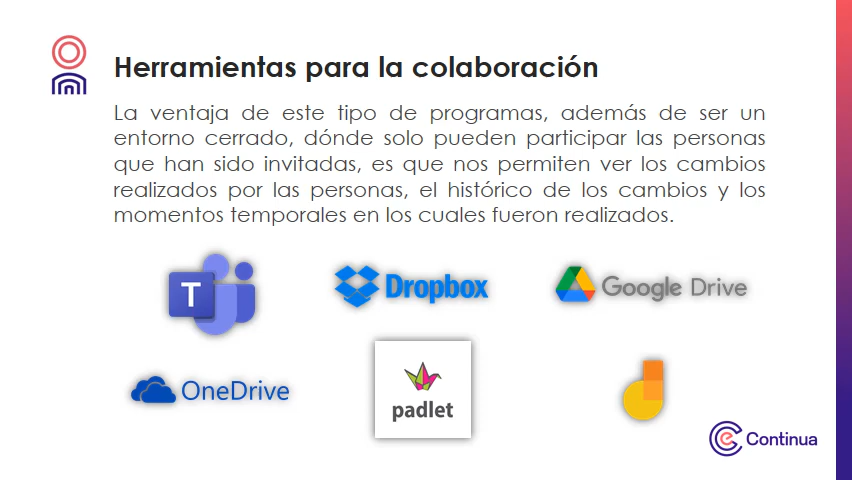 Herramientas para la colaboración
La ventaja de este tipo de programas, además de ser un
entorno cerrado, dónde solo pueden participar las personas
que han sido invitadas, es que nos permiten ver los cambios
realizados por las personas, el histórico de los cambios y los
momentos temporales en los cuales fueron realizados.
T
Dropbox
Google Drive
OneDrive
padlet
Continua